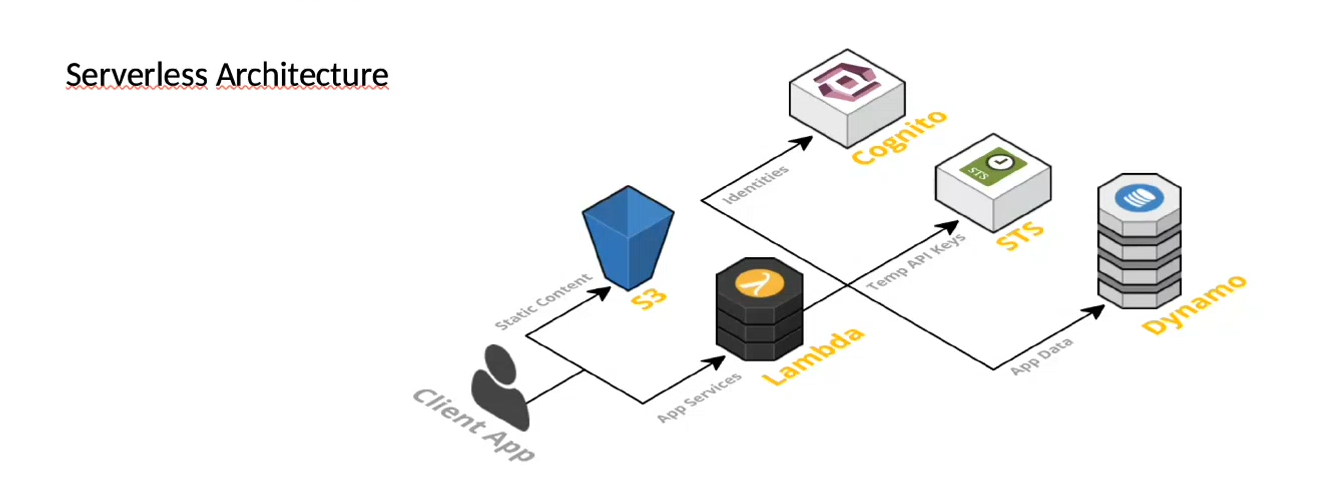 Serverless Architecture
Cognito
Identities
STS
STS
Temp API Keys
Static Content
S3
Dynamo
Lambda
App Data
App Services
Client App